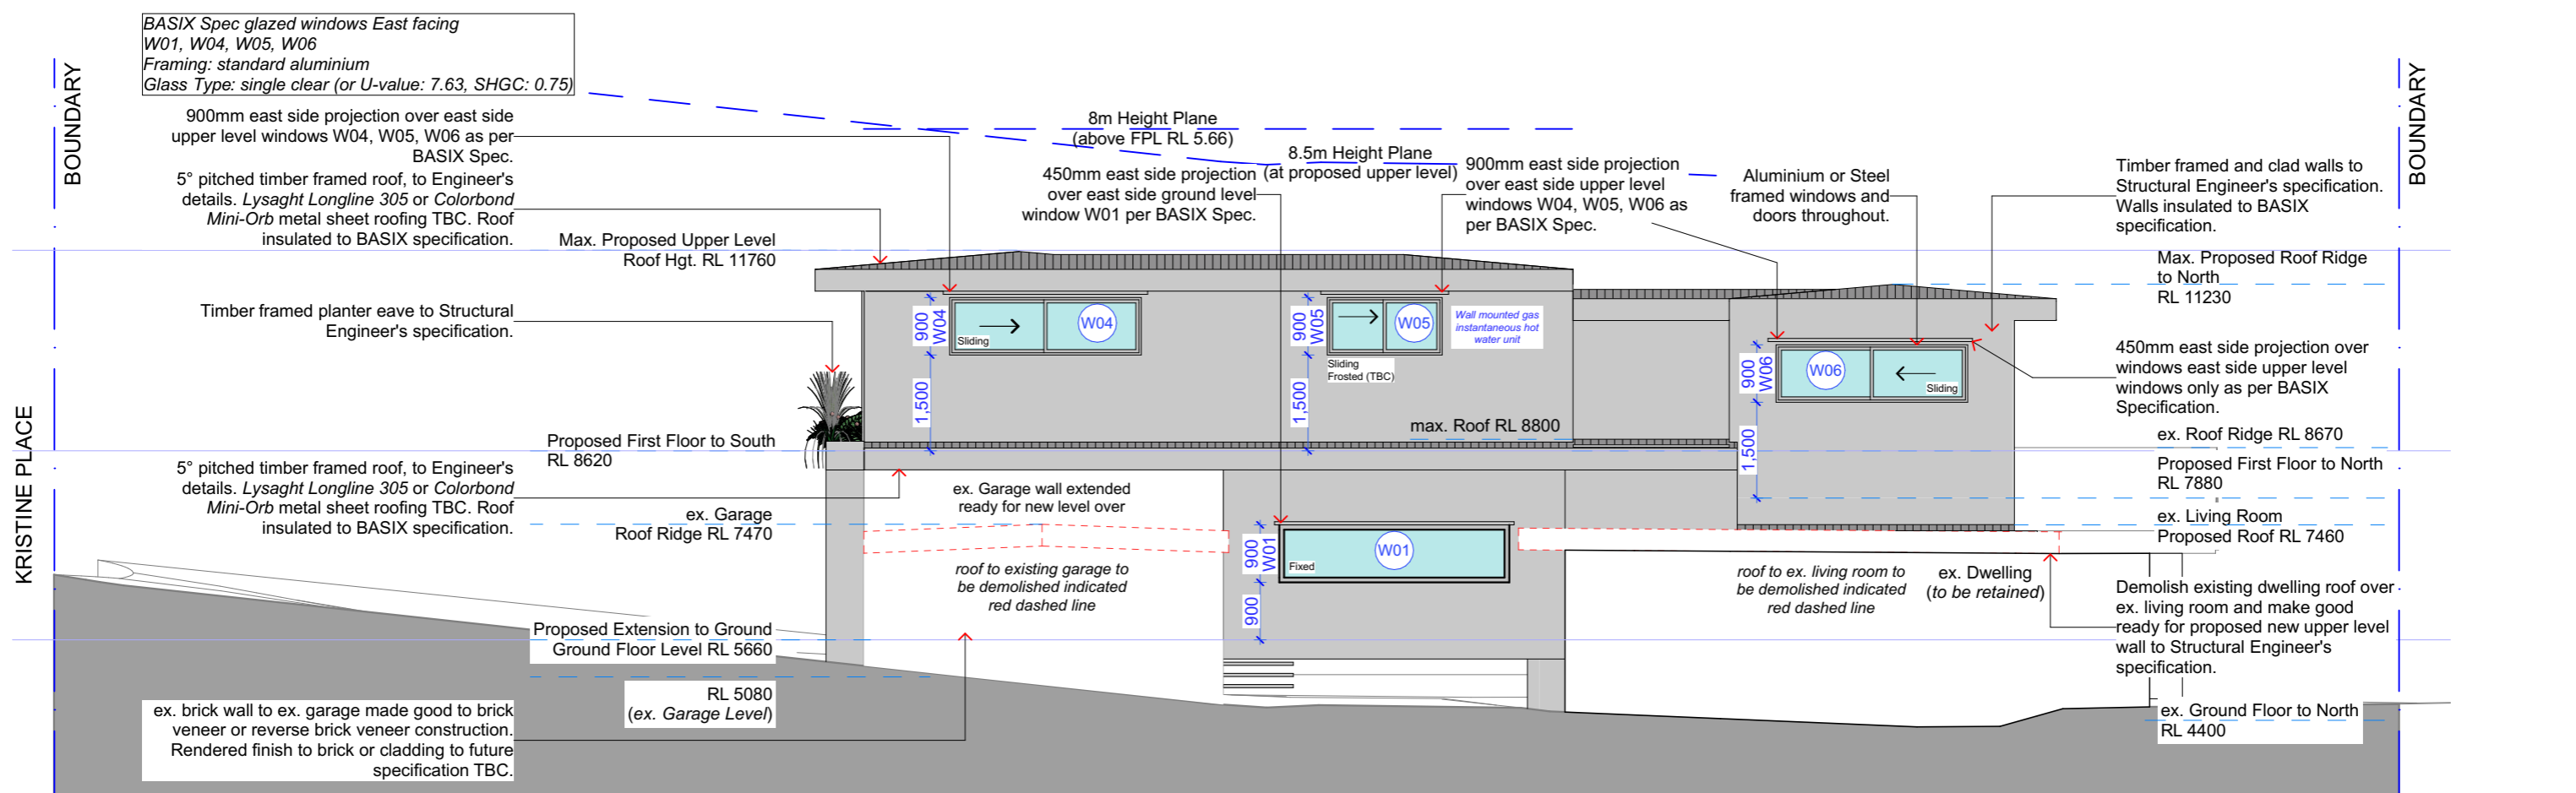 BASIX Spec glazed windows East facing
W01, W04, W05, W06
Framing: standard aluminium
Glass Type: single clear (or U-value: 7.63, SHGC: 0.75)
BOUNDARY
900mm east side projection over east side
upper level windows W04, W05, W06 as per
BASIX Spec.
5° pitched timber framed roof, to Engineer's
details. Lysaght Longline 305 or Colorbond
Mini-Orb metal sheet roofing TBC. Roof
insulated to BASIX specification.
Max. Proposed Upper Level
Roof Hgt. RL 11760
Timber framed planter eave to Structural
Engineer's specification.
KRISTINE PLACE
Proposed First Floor to South
RL 8620
5° pitched timber framed roof, to Engineer's
details. Lysaght Longline 305 or Colorbond
Mini-Orb metal sheet roofing TBC. Roof
insulated to BASIX specification.
ex. Garage
Roof Ridge RL 7470
Proposed Extension to Ground
Ground Floor Level RL 5660
RL 5080
(ex. Garage Level)
ex. brick wall to ex. garage made good to brick
veneer or reverse brick veneer construction.
Rendered finish to brick or cladding to future
specification TBC.
8m Height Plane
(above FPL RL 5.66)
8.5m Height Plane
(at proposed upper level)
450mm east side projection
over east side ground level
window W01 per BASIX Spec.
900mm east side projection
over east side upper level
windows W04, W05, W06 as
per BASIX Spec.
Aluminium or Steel
framed windows and
doors throughout.
900
W04
W04
Sliding
1,500
900
W05
W05
Sliding
Frosted (TBC)
1,500
Wall mounted gas
instantaneous hot
water unit
max. Roof RL 8800
900
W06
W06
Sliding
1,500
ex. Garage wall extended
ready for new level over
roof to existing garage to
be demolished indicated
red dashed line
900
W01
W01
Fixed
900
roof to ex. living room to
be demolished indicated
red dashed line
ex. Dwelling
(to be retained)
BOUNDARY
Timber framed and clad walls to
Structural Engineer's specification.
Walls insulated to BASIX
specification.
Max. Proposed Roof Ridge
to North
RL 11230
450mm east side projection over
windows east side upper level
windows only as per BASIX
Specification.
ex. Roof Ridge RL 8670
Proposed First Floor to North
RL 7880
ex. Living Room
Proposed Roof RL 7460
Demolish existing dwelling roof over
ex. living room and make good
ready for proposed new upper level
wall to Structural Engineer's
specification.
ex. Ground Floor to North
RL 4400